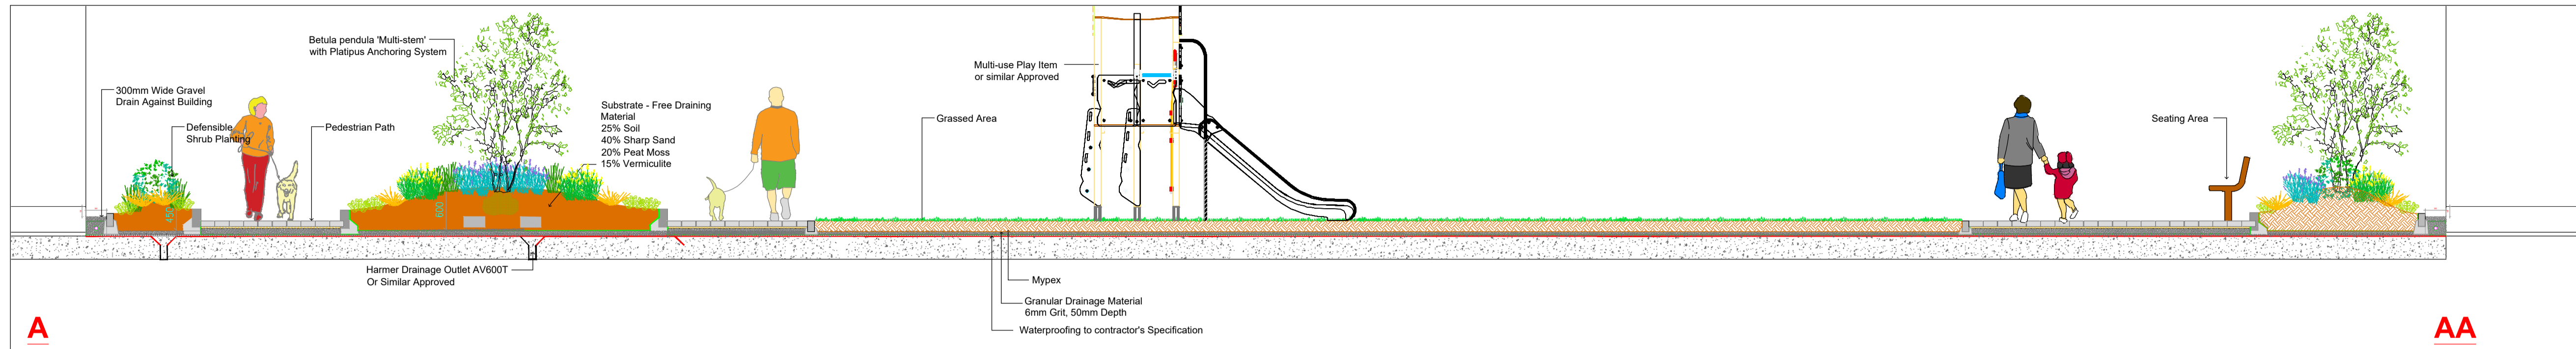 Betula pendula 'Multi-stem'
with Platipus Anchoring System
300mm Wide Gravel
Drain Against Building
Defensible
Shrub Planting
Pedestrian Path
Substrate - Free Draining
Material
25% Soil
40% Sharp Sand
20% Peat Moss
15% Vermiculite
Multi-use Play Item
or similar Approved
Grassed Area
Seating Area
450
600
Harmer Drainage Outlet AV600T
Or Similar Approved
Mypex
Granular Drainage Material
6mm Grit, 50mm Depth
Waterproofing to contractor's Specification
A
AA